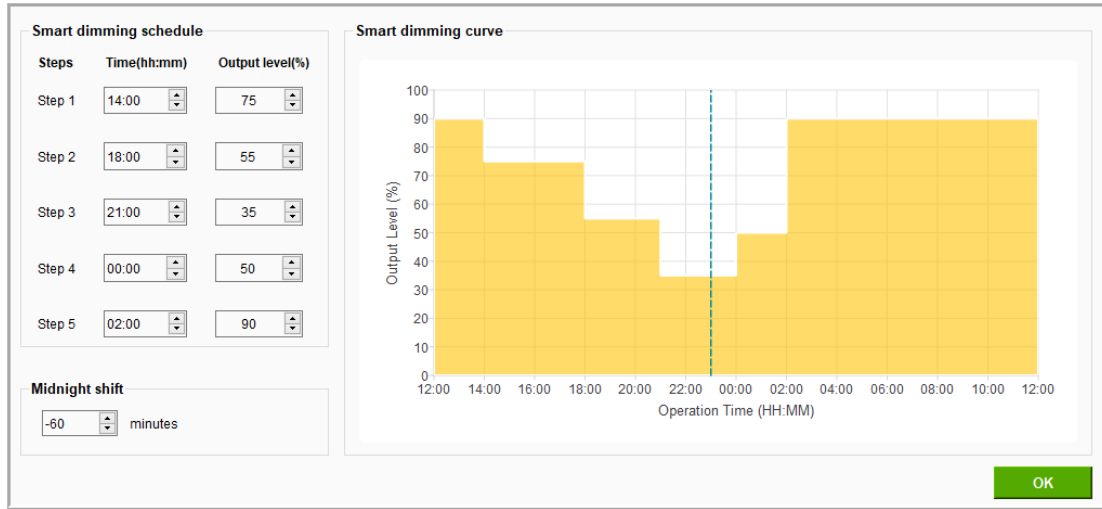 Smart dimming schedule
Steps Time(hh:mm) Output level(%)
Step 1 14:00 75
Step 2 18:00 55
Step 3 21:00 35
Step 4 00:00 50
Step 5 02:00 90
Midnight shift
-60 minutes
Smart dimming curve
Output Level (%)
100
90
80
70
60
50
40
30
20
10
0
12:00 14:00 16:00 18:00 20:00 22:00 00:00 02:00 04:00 06:00 08:00 10:00 12:00
Operation Time (HH:MM)
OK